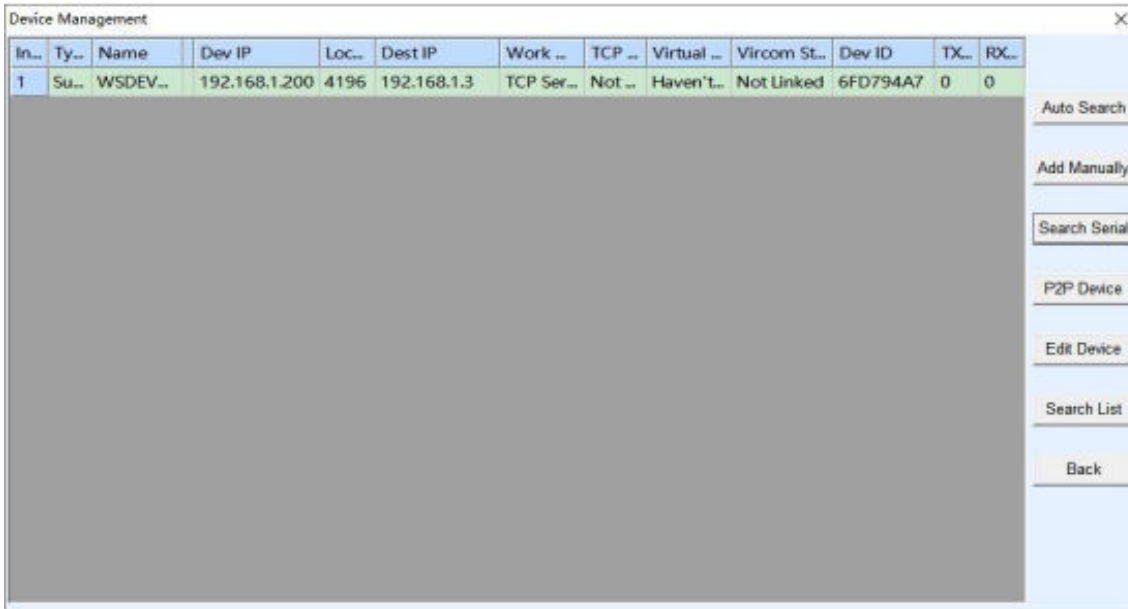 Device Management
In... Ty... Name Dev IP Loc... Dest IP Work ... TCP ... Virtual ... Vircom St... Dev ID TX... RX...
1 Su... WSDEV... 192.168.1.200 4196 192.168.1.3 TCP Ser... Not ... Haven't... Not Linked 6FD794A7 0 0
Auto Search
Add Manually
Search Serial
P2P Device
Edit Device
Search List
Back